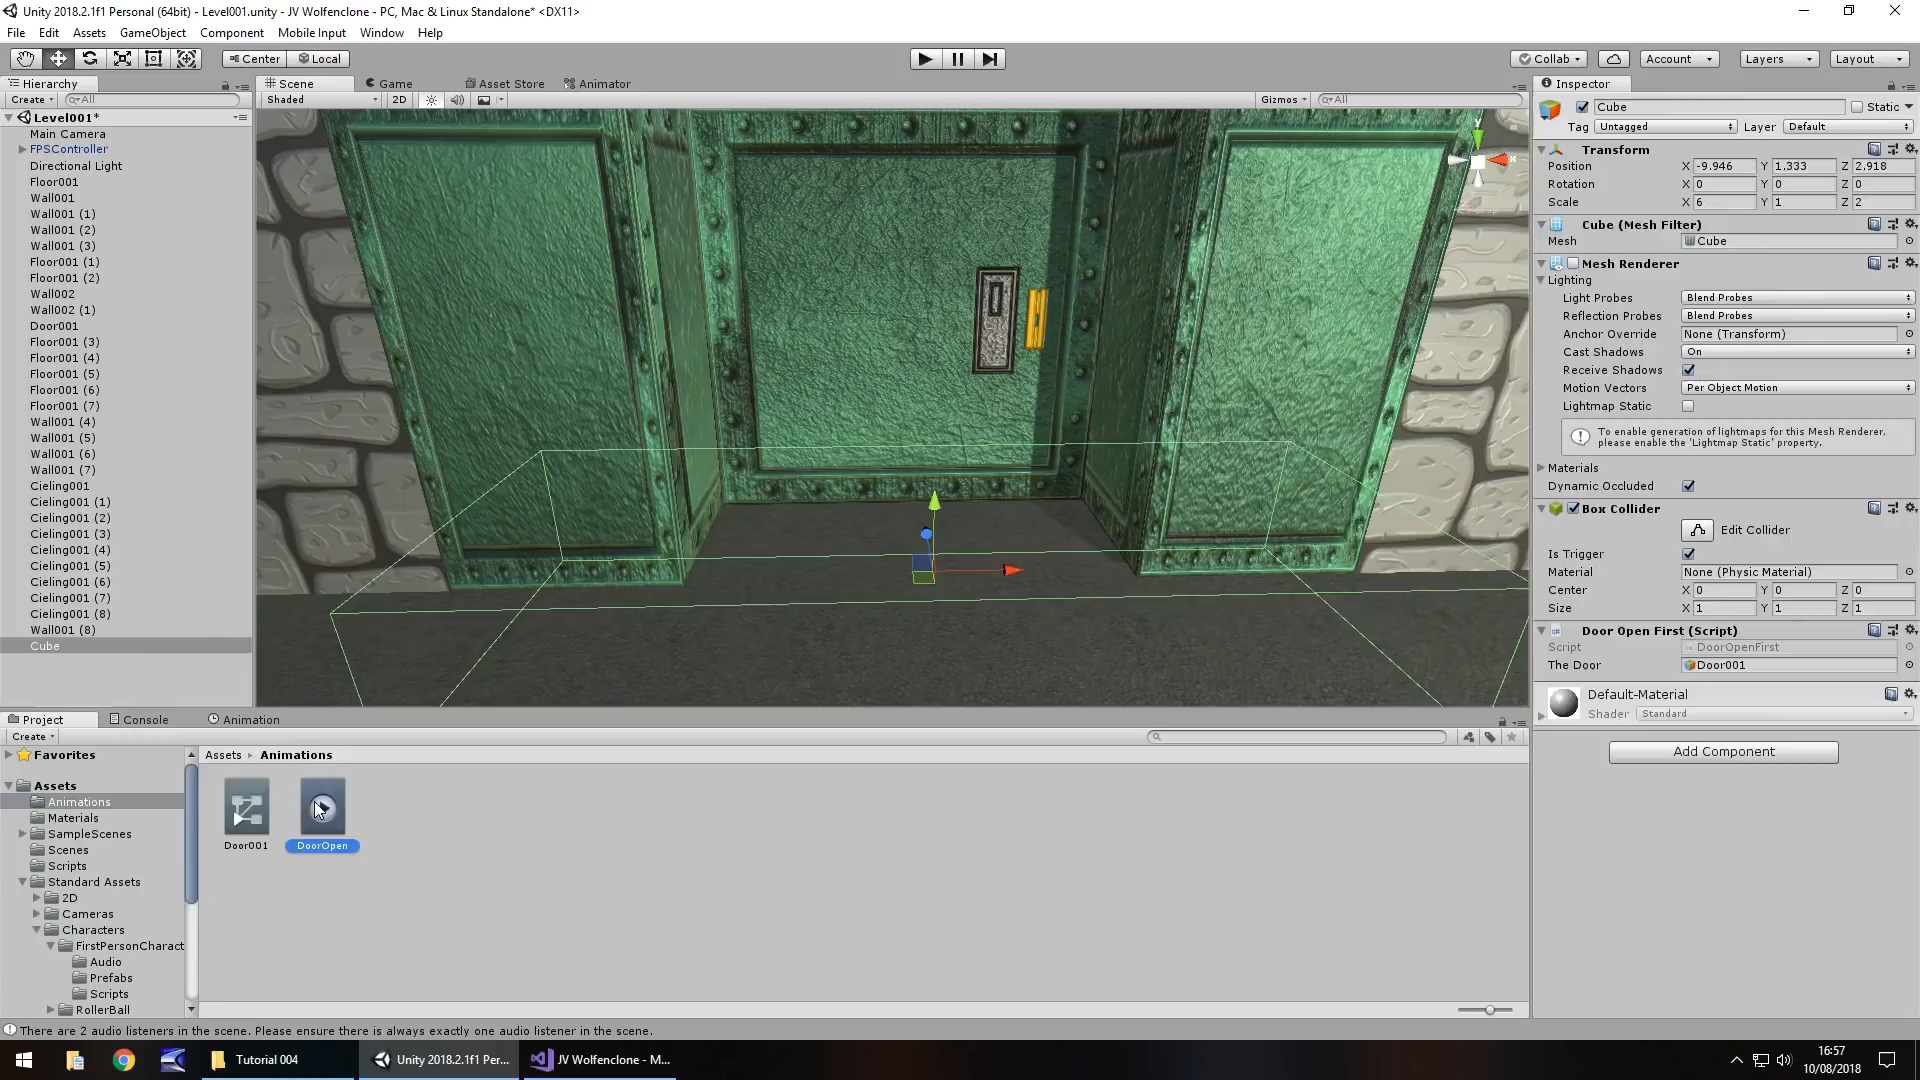 Unity 2018.2.1f1 Personal (64bit) - Level001.unity - JV Wolfenclone - PC, Mac & Linux Standalone* <DX11>
File Edit Assets GameObject Component Mobile Input Window Help
Center Local Collab Account Layers Layout
Hierarchy Scene Game Asset Store Animator Inspector
Create All Shaded 2D Gizmos All
Level001*
Main Camera
FPSController
Directional Light
Floor001
Wall001
Wall001 (1)
Wall001 (2)
Wall001 (3)
Floor001 (1)
Floor001 (2)
Wall002
Wall002 (1)
Door001
Floor001 (3)
Floor001 (4)
Floor001 (5)
Floor001 (6)
Floor001 (7)
Wall001 (4)
Wall001 (5)
Wall001 (6)
Wall001 (7)
Cieling001
Cieling001 (1)
Cieling001 (2)
Cieling001 (3)
Cieling001 (4)
Cieling001 (5)
Cieling001 (6)
Cieling001 (7)
Cieling001 (8)
Wall001 (8)
Cube
Y
X
Cube Static
Tag Untagged Layer Default
Transform
Position X -9.946 Y 1.333 Z 2.918
Rotation X 0 Y 0 Z 0
Scale X 6 Y 1 Z 2
Cube (Mesh Filter)
Mesh Cube
Mesh Renderer
Lighting
Light Probes Blend Probes
Reflection Probes Blend Probes
Anchor Override None (Transform)
Cast Shadows On
Receive Shadows
Motion Vectors Per Object Motion
Lightmap Static
To enable generation of lightmaps for this Mesh Renderer,
please enable the 'Lightmap Static' property.
Materials
Dynamic Occluded
Box Collider
Edit Collider
Is Trigger
Material None (Physic Material)
Center X 0 Y 0 Z 0
Size X 1 Y 1 Z 1
Door Open First (Script)
Script DoorOpenFirst
The Door Door001
Default-Material
Shader Standard
Add Component
Project Console Animation
Create
Favorites
Assets
Animations
Materials
SampleScenes
Scenes
Scripts
Standard Assets
2D
Cameras
Characters
FirstPersonCharact
Audio
Prefabs
Scripts
RollerBall
Assets Animations
Door001 DoorOpen
There are 2 audio listeners in the scene. Please ensure there is always exactly one audio listener in the scene.
Tutorial 004 Unity 2018.2.1f1 Per... JV Wolfenclone - M...
16:57
10/08/2018